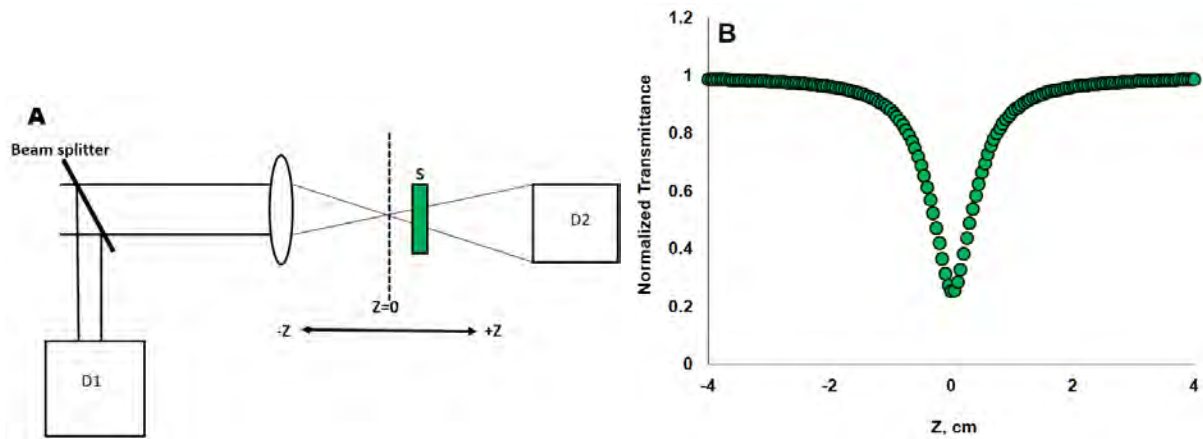 A
Beam splitter
S
D2
Z=0
-Z
+Z
D1
B
Normalized Transmittance
1.2
1
0.8
0.6
0.4
0.2
0
-4
-2
0
2
4
Z, cm